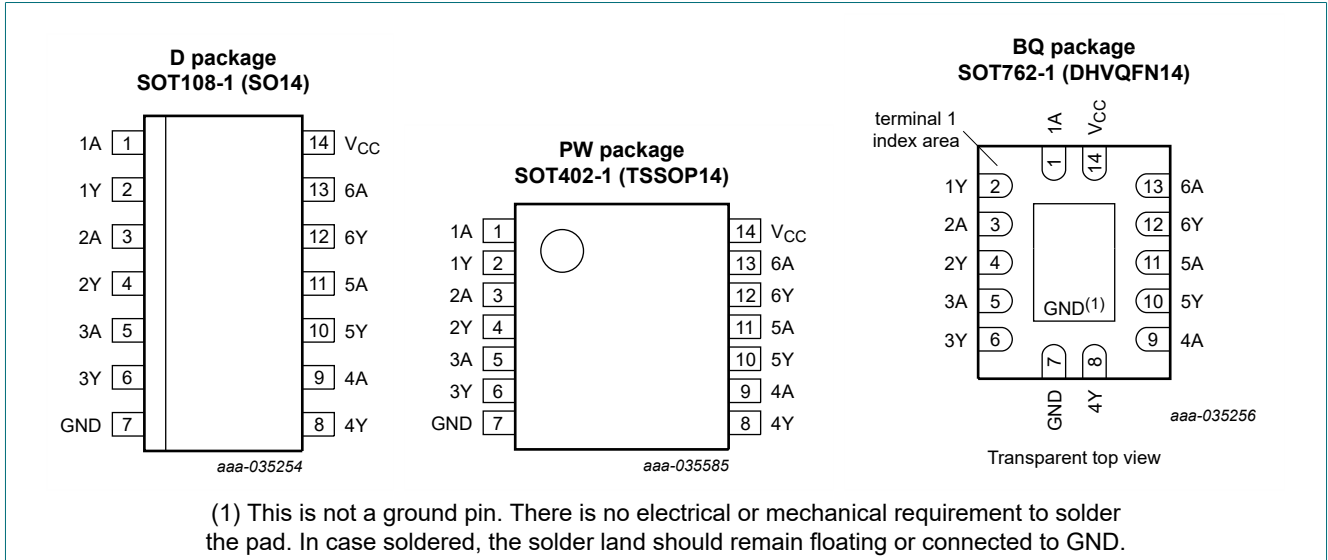 D package
SOT108-1 (SO14)
1A 1
1Y 2
2A 3
2Y 4
3A 5
3Y 6
GND 7
14 VCC
13 6A
12 6Y
11 5A
10 5Y
9 4A
8 4Y
aaa-035254
PW package
SOT402-1 (TSSOP14)
1A 1
1Y 2
2A 3
2Y 4
3A 5
3Y 6
GND 7
14 VCC
13 6A
12 6Y
11 5A
10 5Y
9 4A
8 4Y
aaa-035585
BQ package
SOT762-1 (DHVQFN14)
terminal 1
index area
1A
VCC
1
14
1Y 2
2A 3
2Y 4
3A 5
3Y 6
13 6A
12 6Y
11 5A
10 5Y
9 4A
GND(1)
7
8
GND
4Y
aaa-035256
Transparent top view
(1) This is not a ground pin. There is no electrical or mechanical requirement to solder
the pad. In case soldered, the solder land should remain floating or connected to GND.